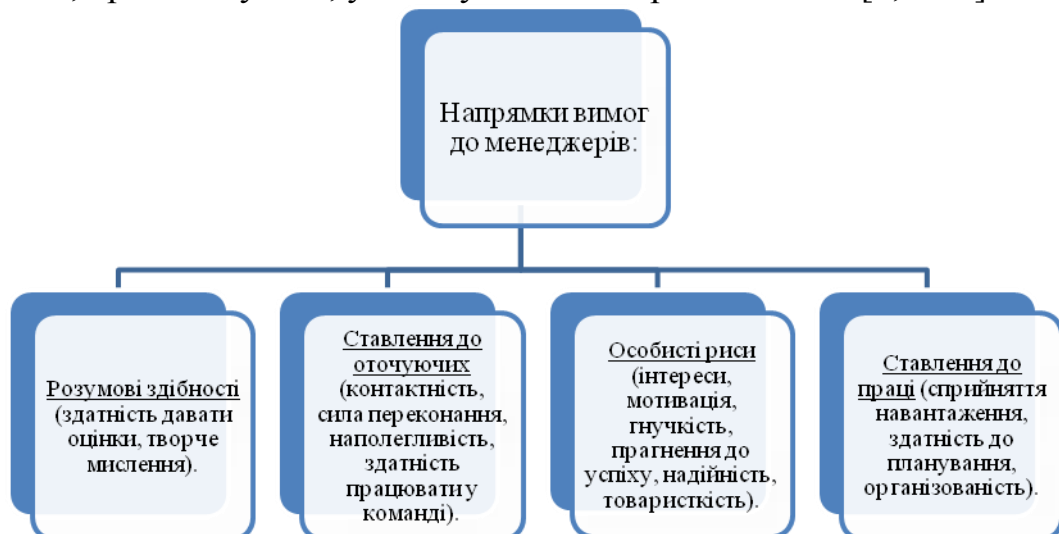 Напрямки вимог
до менеджерів:
Розумові здібності
(здатність давати
оцінки, творче
мислення).
Ставлення до
оточуючих
(контактність,
сила переконання,
наполегливість,
здатність
працювати у
команді).
Особисті риси
(інтереси,
мотивація,
гнучкість,
прагнення до
успіху, надійність,
товаристкість).
Ставлення до
праці (сприйняття
навантаження,
здатність до
планування,
організованість).